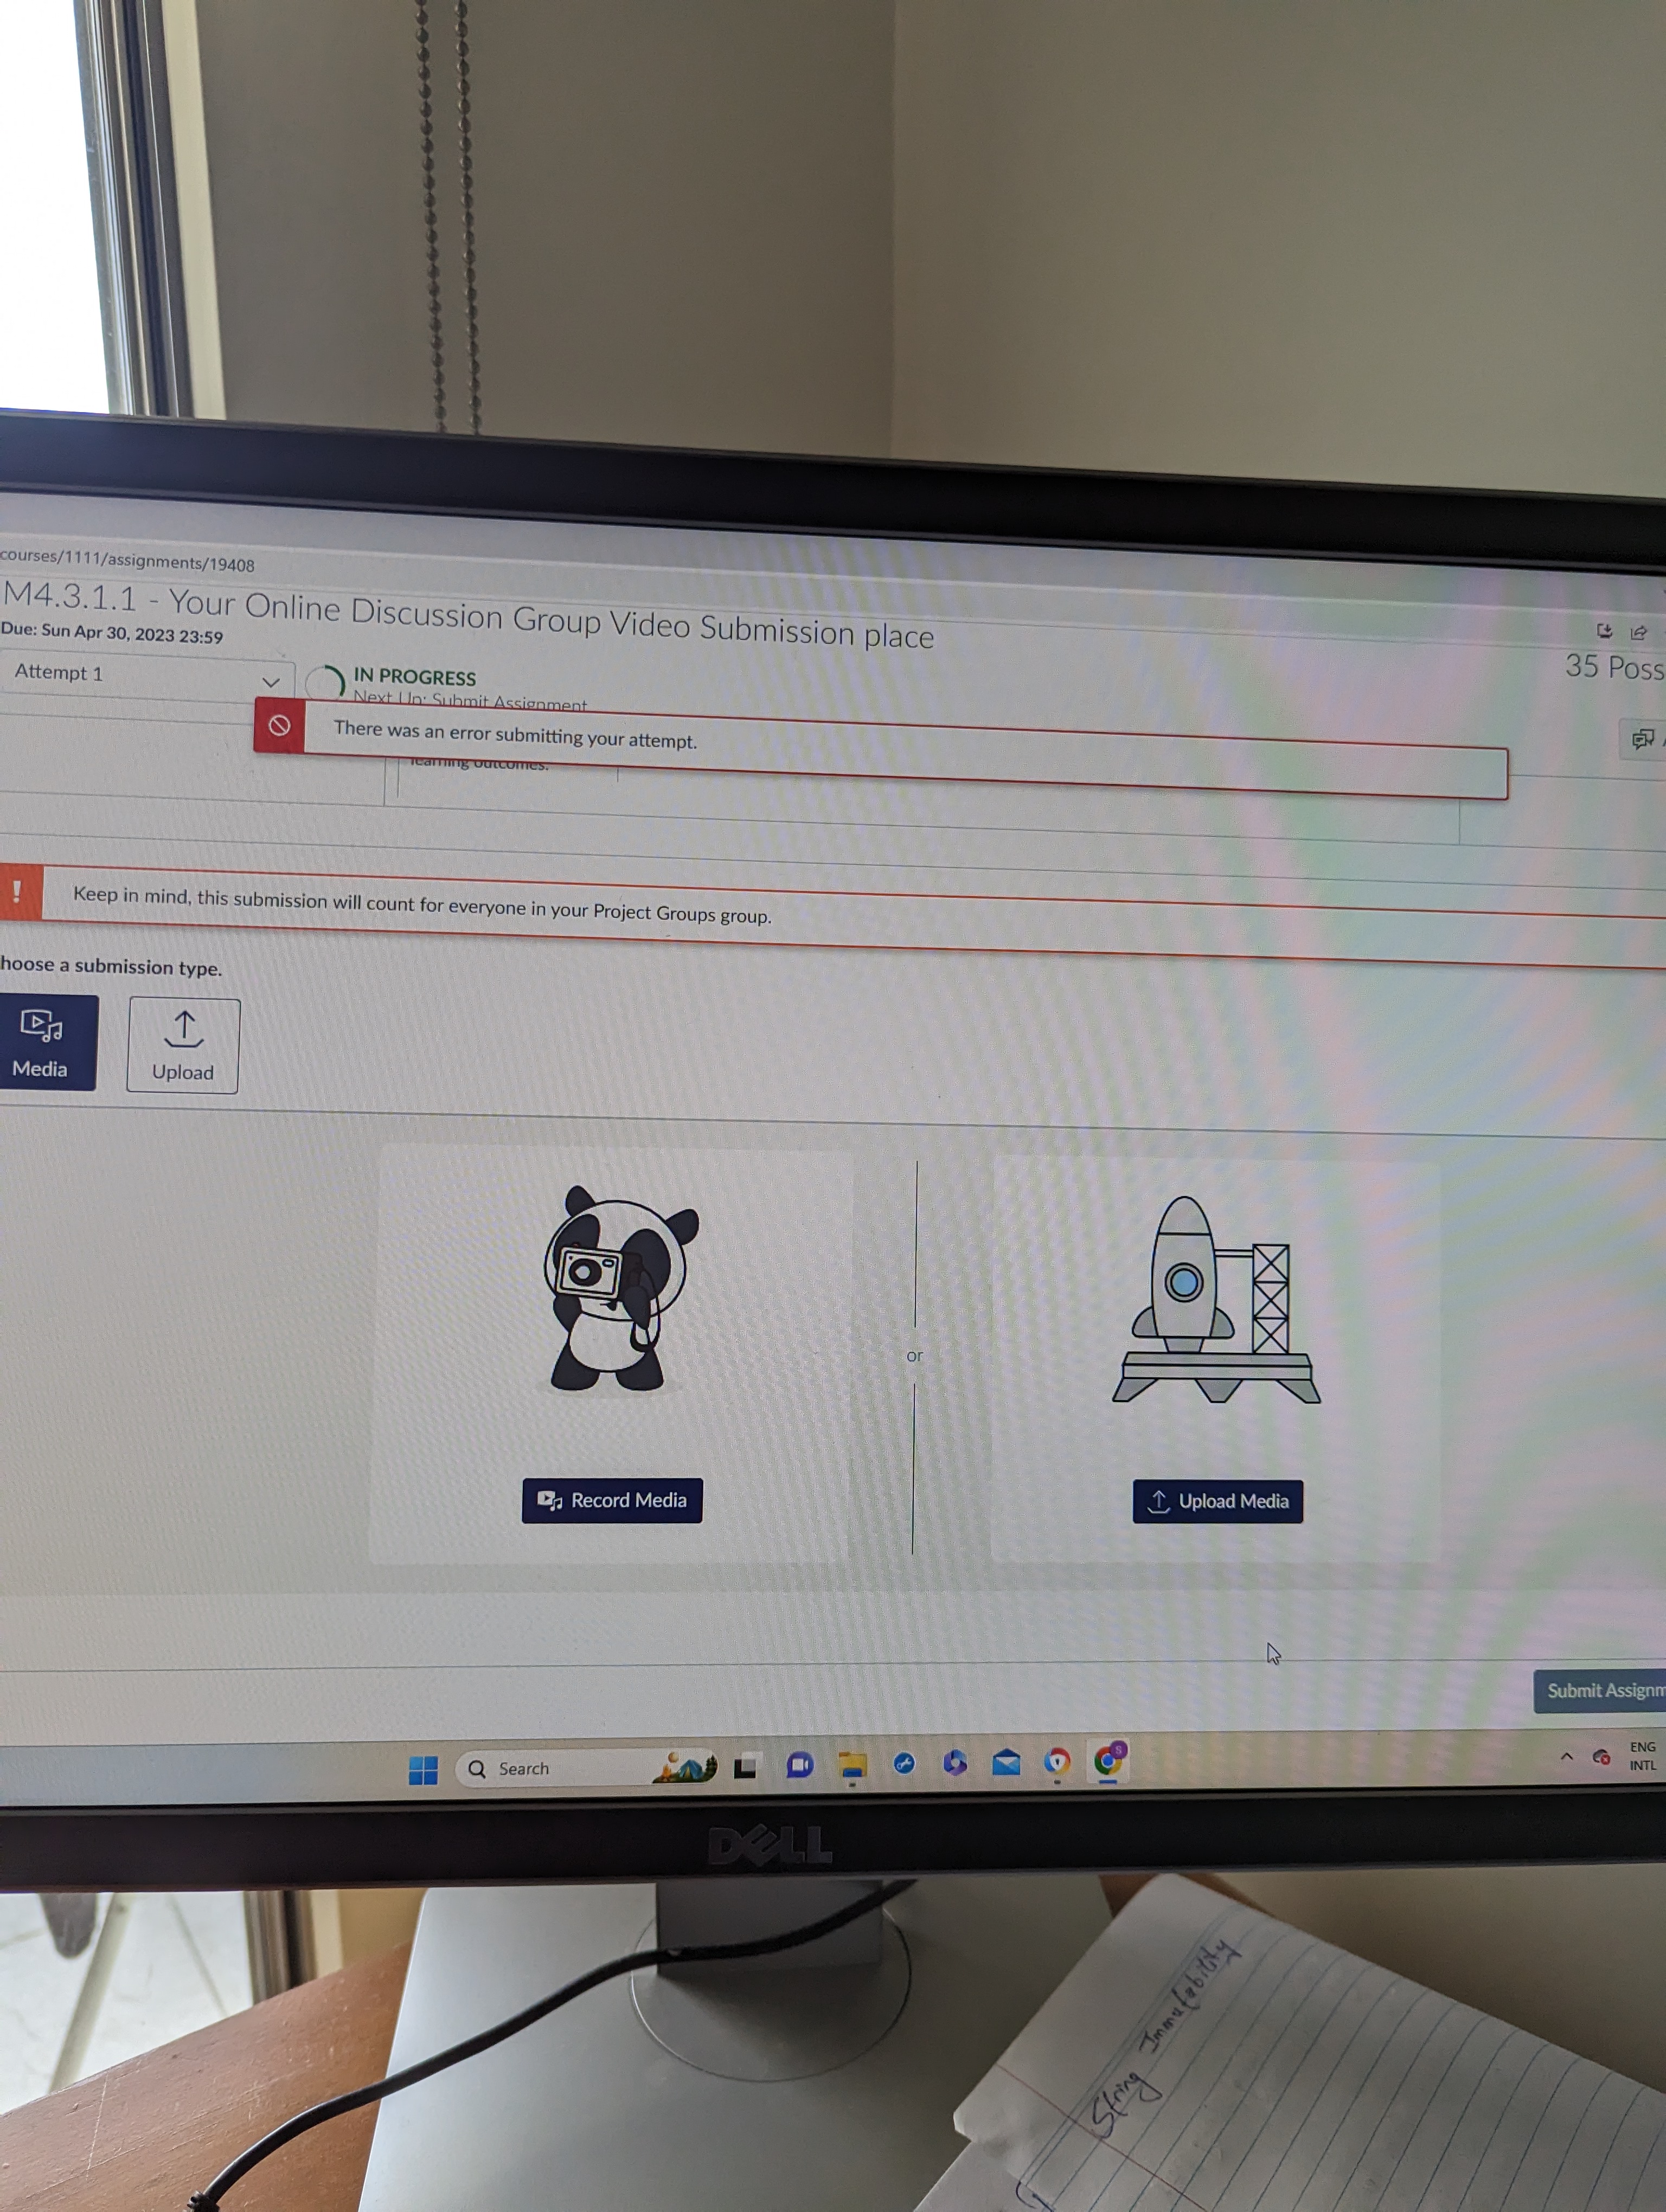 courses/1111/assignments/19408
M4.3.1.1 - Your Online Discussion Group Video Submission place
Due: Sun Apr 30, 2023 23:59
35 Poss
Attempt 1
IN PROGRESS
Next Up: Submit Assignment
There was an error submitting your attempt.
learning outcomes.
! Keep in mind, this submission will count for everyone in your Project Groups group.
hoose a submission type.
Media
Upload
or
Record Media
Upload Media
Submit Assignm
Search
S
ENG
INTL
DELL
String Immutability